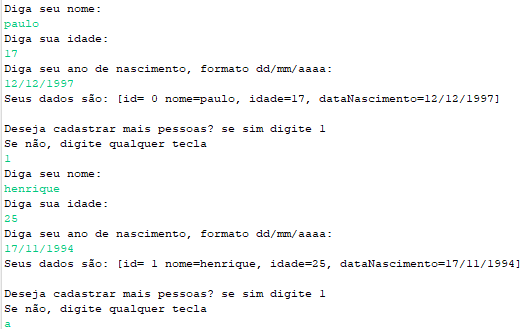 Diga seu nome:
paulo
Diga sua idade:
17
Diga seu ano de nascimento, formato dd/mm/aaaa:
12/12/1997
Seus dados são: [id= 0 nome=paulo, idade=17, dataNascimento=12/12/1997]

Deseja cadastrar mais pessoas? se sim digite 1
Se não, digite qualquer tecla
1
Diga seu nome:
henrique
Diga sua idade:
25
Diga seu ano de nascimento, formato dd/mm/aaaa:
17/11/1994
Seus dados são: [id= 1 nome=henrique, idade=25, dataNascimento=17/11/1994]

Deseja cadastrar mais pessoas? se sim digite 1
Se não, digite qualquer tecla
a